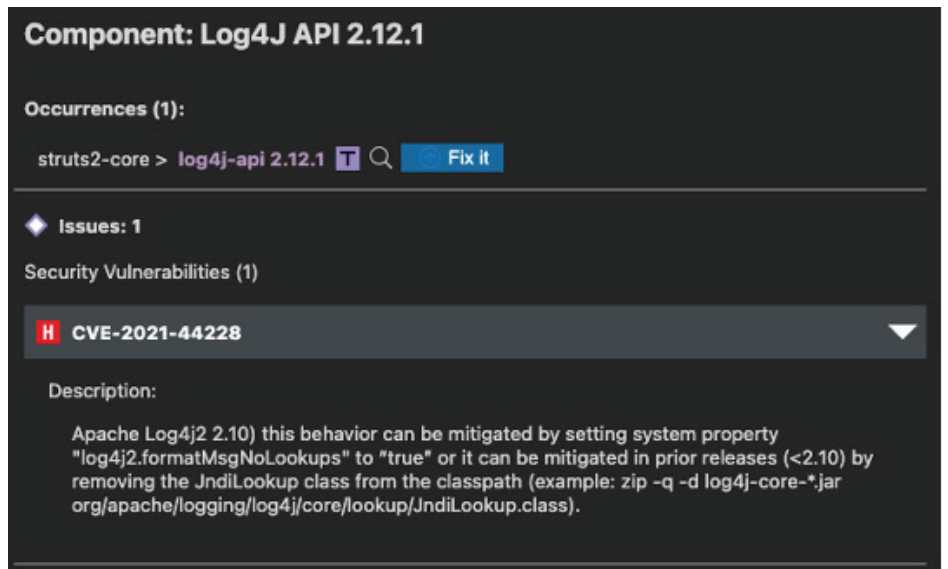 Component: Log4J API 2.12.1
Occurrences (1):
struts2-core > log4j-api 2.12.1 T Fix it
Issues: 1
Security Vulnerabilities (1)
H CVE-2021-44228
Description:
Apache Log4j2 2.10) this behavior can be mitigated by setting system property
"log4j2.formatMsgNoLookups" to "true" or it can be mitigated in prior releases (<2.10) by
removing the JndiLookup class from the classpath (example: zip -q -d log4j-core-*.jar
org/apache/logging/log4j/core/lookup/JndiLookup.class).